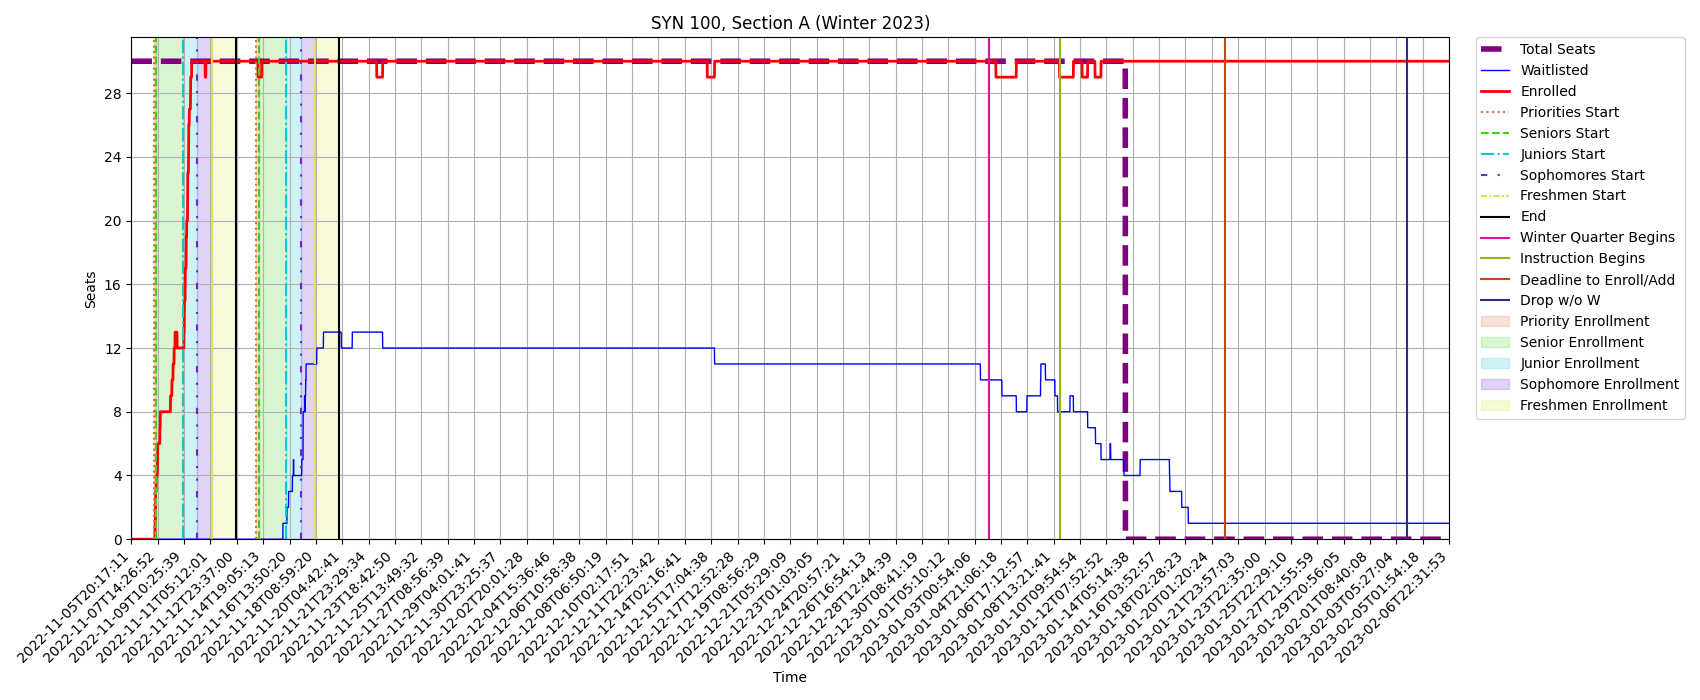 SYN 100, Section A (Winter 2023)
Seats
28
24
20
16
12
8
4
0
2022-11-05T20:17:11
2022-11-07T14:26:52
2022-11-09T10:25:39
2022-11-11T05:12:01
2022-11-12T23:37:00
2022-11-14T19:05:13
2022-11-16T13:50:20
2022-11-18T08:59:20
2022-11-20T04:42:41
2022-11-21T23:29:34
2022-11-23T18:42:50
2022-11-25T13:49:32
2022-11-27T08:56:39
2022-11-29T04:01:41
2022-11-30T23:25:37
2022-12-02T20:01:28
2022-12-04T15:36:46
2022-12-06T10:58:38
2022-12-08T06:50:19
2022-12-10T02:17:51
2022-12-11T22:23:42
2022-12-14T02:16:41
2022-12-15T17:04:38
2022-12-17T12:52:28
2022-12-19T08:56:29
2022-12-21T05:29:09
2022-12-23T01:03:05
2022-12-24T20:57:21
2022-12-26T16:54:13
2022-12-28T12:44:39
2022-12-30T08:41:19
2023-01-01T05:10:12
2023-01-03T00:54:06
2023-01-04T21:06:18
2023-01-06T17:12:57
2023-01-08T13:21:41
2023-01-10T09:54:54
2023-01-12T07:52:52
2023-01-14T05:14:38
2023-01-16T03:52:57
2023-01-18T02:28:23
2023-01-20T01:20:24
2023-01-21T23:57:03
2023-01-23T22:35:00
2023-01-25T22:29:10
2023-01-27T21:55:59
2023-01-29T20:56:05
2023-02-01T08:40:08
2023-02-03T05:27:04
2023-02-05T01:54:18
2023-02-06T22:31:53
Time
Total Seats
Waitlisted
Enrolled
Priorities Start
Seniors Start
Juniors Start
Sophomores Start
Freshmen Start
End
Winter Quarter Begins
Instruction Begins
Deadline to Enroll/Add
Drop w/o W
Priority Enrollment
Senior Enrollment
Junior Enrollment
Sophomore Enrollment
Freshmen Enrollment